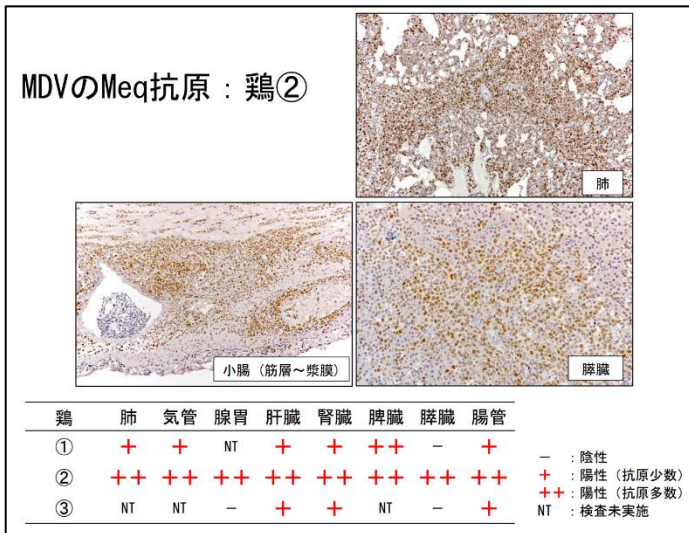 MDVのMeq抗原：鶏②
肺
小腸（筋層～漿膜）
膵臓
鶏 肺 気管 腺胃 肝臓 腎臓 脾臓 膵臓 腸管
① ＋ ＋ NT ＋ ＋ ＋＋ － ＋
② ＋＋ ＋＋ ＋＋ ＋＋ ＋＋ ＋＋ ＋＋ ＋＋
③ NT NT － ＋ ＋ NT － ＋
－ ：陰性
＋ ：陽性（抗原少数）
＋＋ ：陽性（抗原多数）
NT ：検査未実施